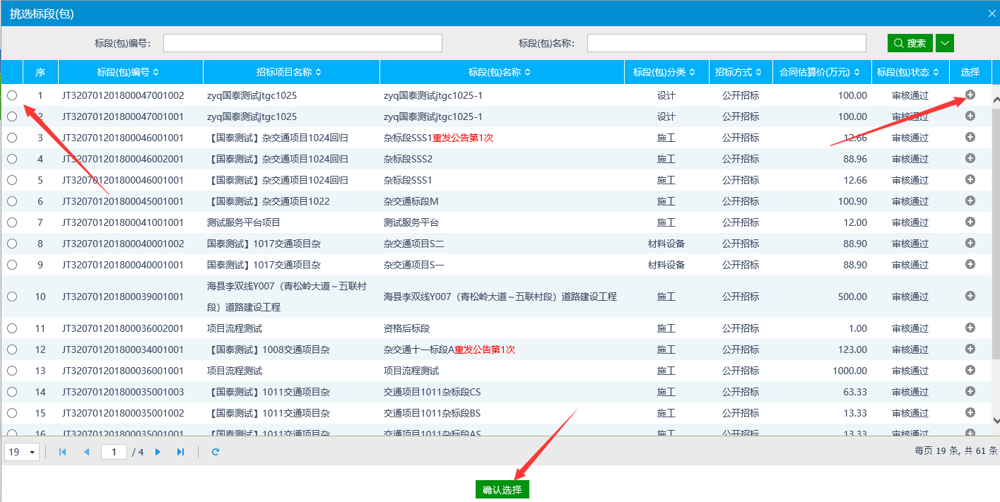 挑选标段(包)
标段(包)编号: 标段(包)名称: 搜索
序 标段(包)编号 招标项目名称 标段(包)名称 标段(包)分类 招标方式 合同估算价(万元) 标段(包)状态 选择
1 JT320701201800047001002 zyq国泰测试jtgc1025 zyq国泰测试jtgc1025-1 设计 公开招标 100.00 审核通过
2 JT320701201800047001001 zyq国泰测试jtgc1025 zyq国泰测试jtgc1025-1 设计 公开招标 100.00 审核通过
3 JT320701201800046001001 【国泰测试】杂交通项目1024回归 杂标段SSS1重发公告第1次 施工 公开招标 12.66 审核通过
4 JT320701201800046002001 【国泰测试】杂交通项目1024回归 杂标段SSS2 施工 公开招标 88.96 审核通过
5 JT320701201800046001001 【国泰测试】杂交通项目1024回归 杂标段SSS1 施工 公开招标 12.66 审核通过
6 JT320701201800045001001 【国泰测试】杂交通项目1022 杂交通标段M 施工 公开招标 100.90 审核通过
7 JT320701201800041001001 测试服务平台项目 测试服务平台 施工 公开招标 12.00 审核通过
8 JT320701201800040001002 国泰测试】1017交通项目杂 杂交通项目S二 材料设备 公开招标 88.90 审核通过
9 JT320701201800040001001 国泰测试】1017交通项目杂 杂交通项目S一 材料设备 公开招标 88.90 审核通过
10 JT320701201800039001001 海县李双线Y007（青松岭大道～五联村
段）道路建设工程 海县李双线Y007（青松岭大道～五联村段）道路建设工程 施工 公开招标 500.00 审核通过
11 JT320701201800036002001 项目流程测试 资格后标段 施工 公开招标 1.00 审核通过
12 JT320701201800034001001 【国泰测试】1008交通项目杂 杂交通十一标段A重发公告第1次 施工 公开招标 123.00 审核通过
13 JT320701201800036001001 项目流程测试 项目流程测试 施工 公开招标 1000.00 审核通过
14 JT320701201800035001003 【国泰测试】1011交通项目杂 交通项目1011杂标段CS 施工 公开招标 63.33 审核通过
15 JT320701201800035001002 【国泰测试】1011交通项目杂 交通项目1011杂标段BS 施工 公开招标 13.33 审核通过
16 JT320701201800035001001 【国泰测试】1011交通项目杂 交通项目1011杂标段AS 施工 公开招标 13.33 审核通过
19 1 / 4 每页 19 条, 共 61 条
确认选择